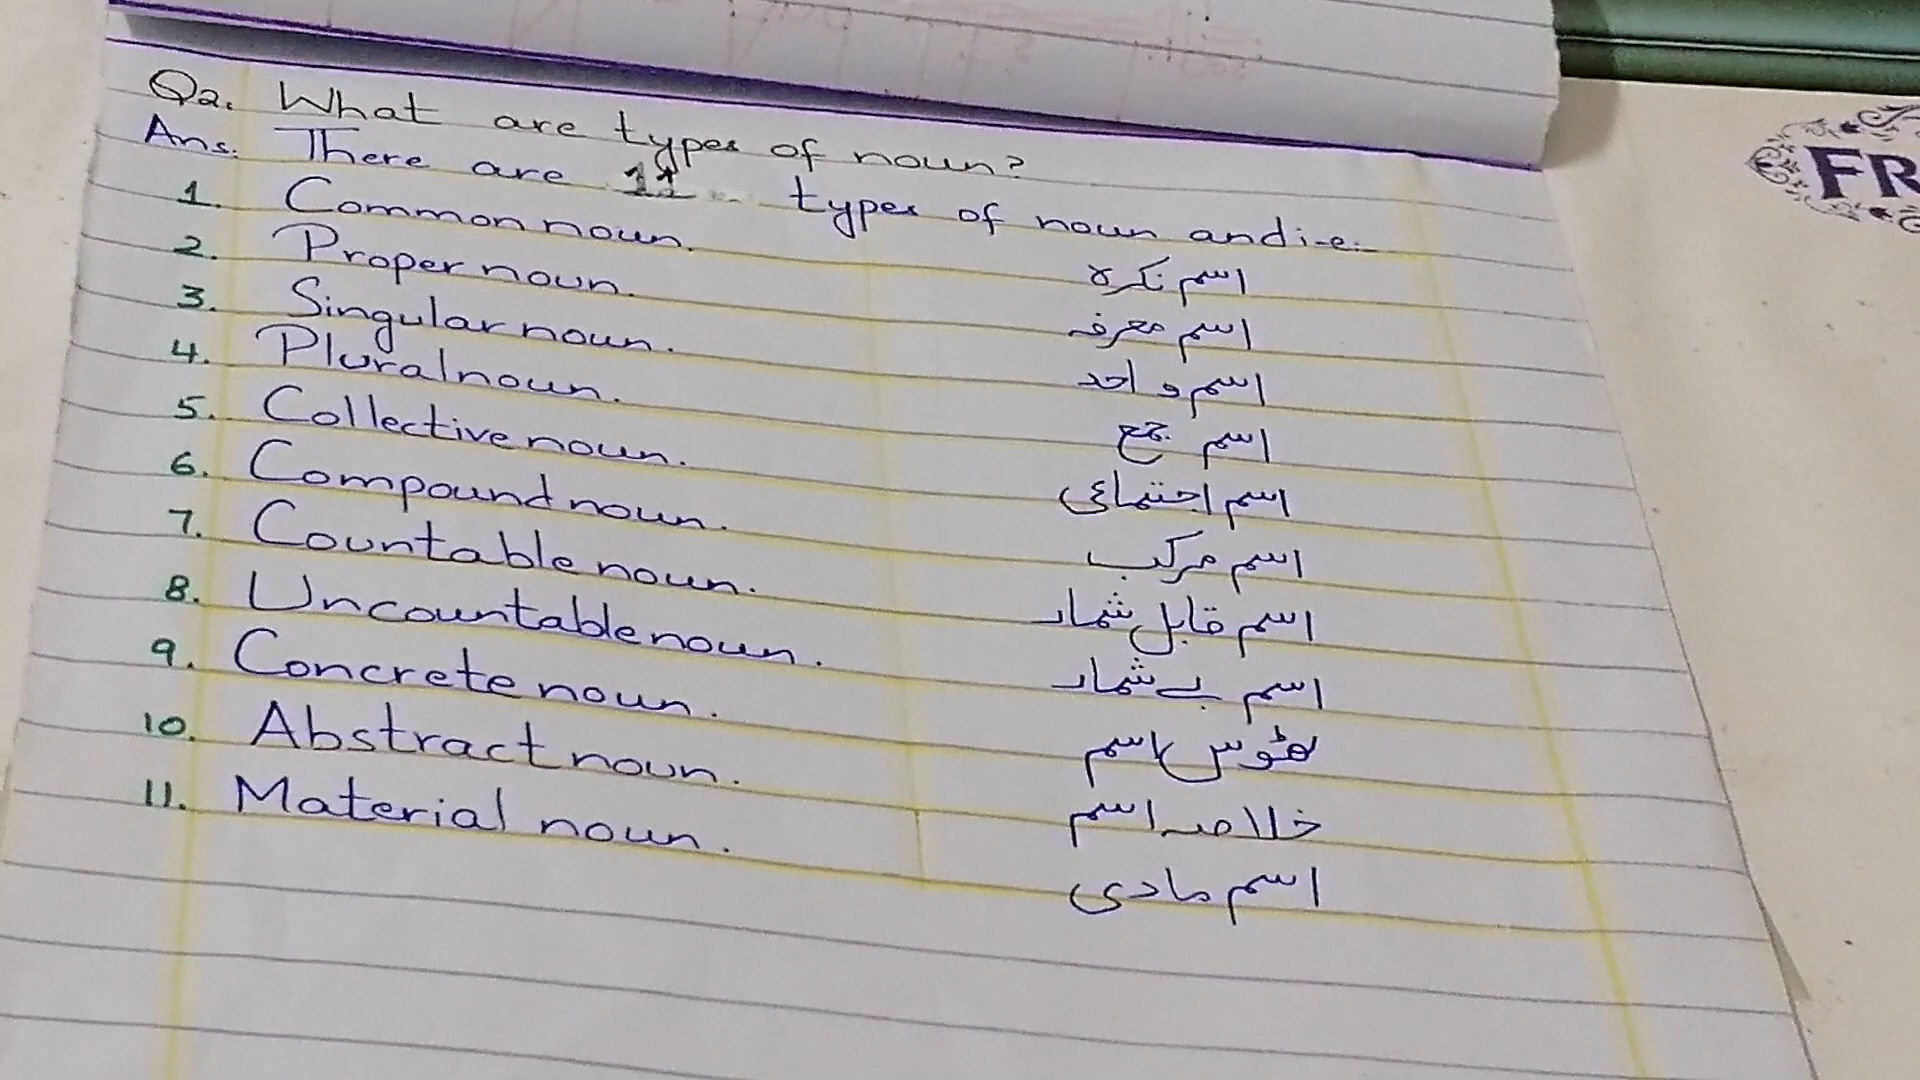 Q2. What are types of noun?
Ans. There are 11 types of noun and i-e:-
1. Common noun. اسم نکرہ
2. Proper noun. اسم معرفہ
3. Singular noun. اسم واحد
4. Plural noun. اسم جمع
5. Collective noun. اسم اجتماعی
6. Compound noun. اسم مرکب
7. Countable noun. اسم قابل شمار
8. Uncountable noun. اسم بے شمار
9. Concrete noun. ٹھوس اسم
10. Abstract noun. خلاصہ اسم
11. Material noun. اسم مادی
FR